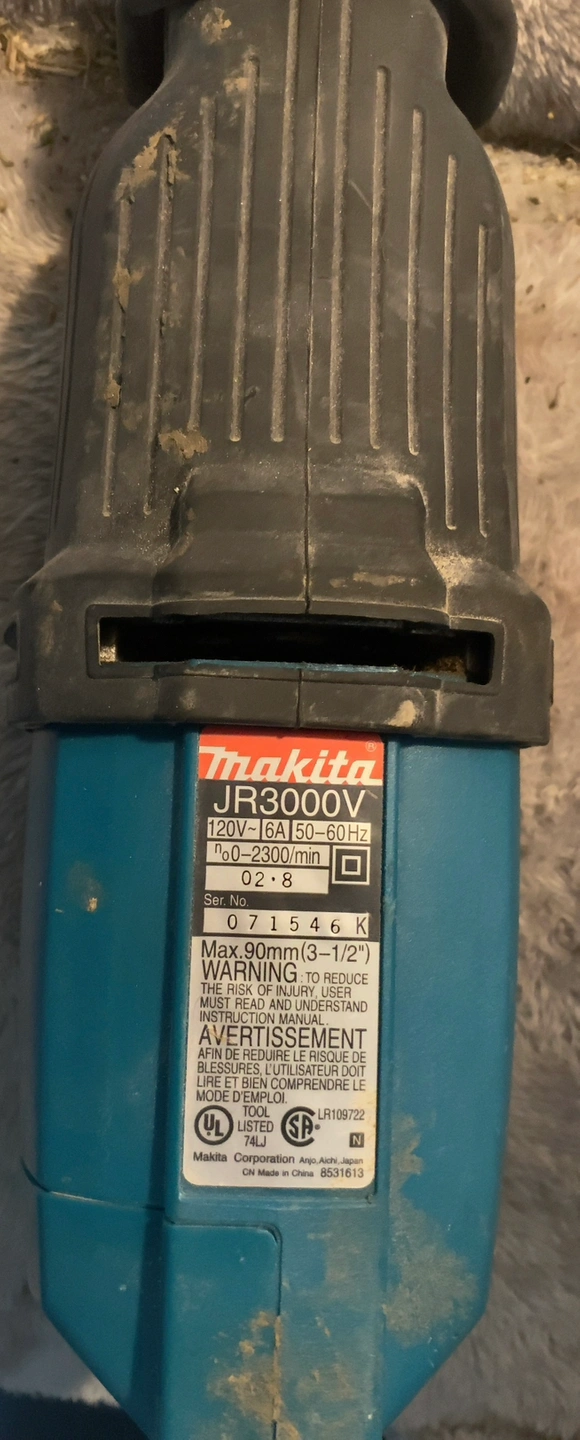 Makita®
JR3000V
120V~ 6A 50-60Hz
n₀0-2300/min
02•8
Ser. No.
071546 K
Max.90mm(3-1/2")
WARNING : TO REDUCE
THE RISK OF INJURY, USER
MUST READ AND UNDERSTAND
INSTRUCTION MANUAL.
AVERTISSEMENT
AFIN DE REDUIRE LE RISQUE DE
BLESSURES, L'UTILISATEUR DOIT
LIRE ET BIEN COMPRENDRE LE
MODE D'EMPLOI.
UL TOOL LISTED 74LJ SA® LR109722
N
Makita Corporation Anjo, Aichi, Japan
CN Made in China 8531613